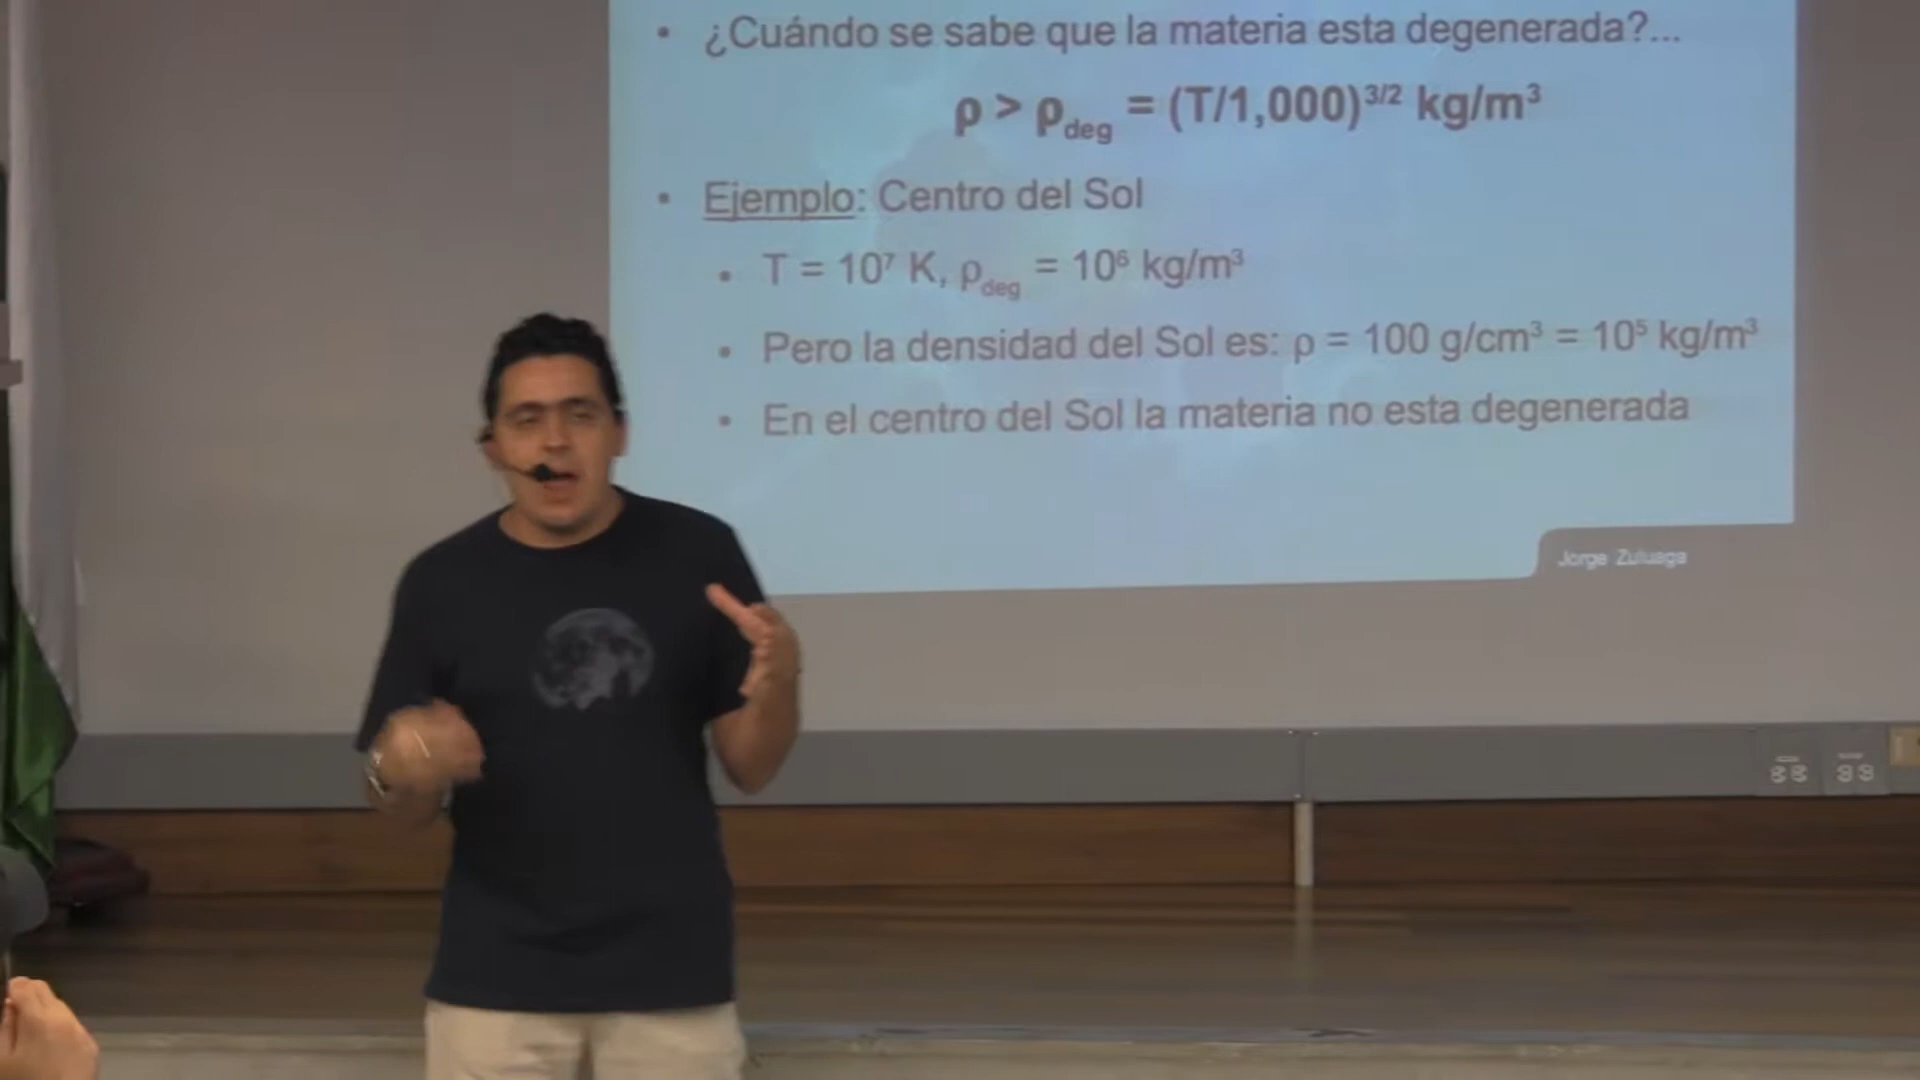 • ¿Cuándo se sabe que la materia esta degenerada?...
ρ > ρdeg = (T/1,000)³ᐟ² kg/m³
• Ejemplo: Centro del Sol
• T = 10⁷ K, ρdeg = 10⁶ kg/m³
• Pero la densidad del Sol es: ρ = 100 g/cm³ = 10⁵ kg/m³
• En el centro del Sol la materia no esta degenerada
Jorge Zuluaga